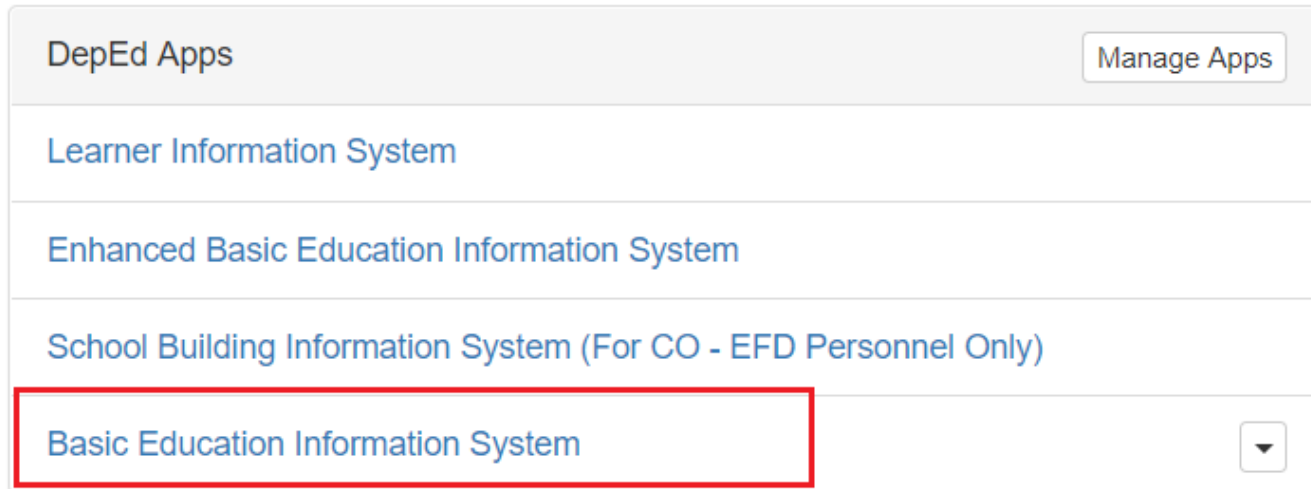 DepEd Apps
Manage Apps
Learner Information System
Enhanced Basic Education Information System
School Building Information System (For CO - EFD Personnel Only)
Basic Education Information System